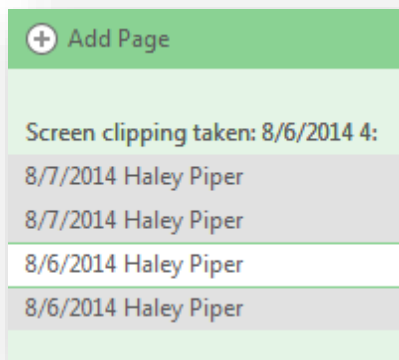 Add Page
Screen clipping taken: 8/6/2014 4:
8/7/2014 Haley Piper
8/7/2014 Haley Piper
8/6/2014 Haley Piper
8/6/2014 Haley Piper